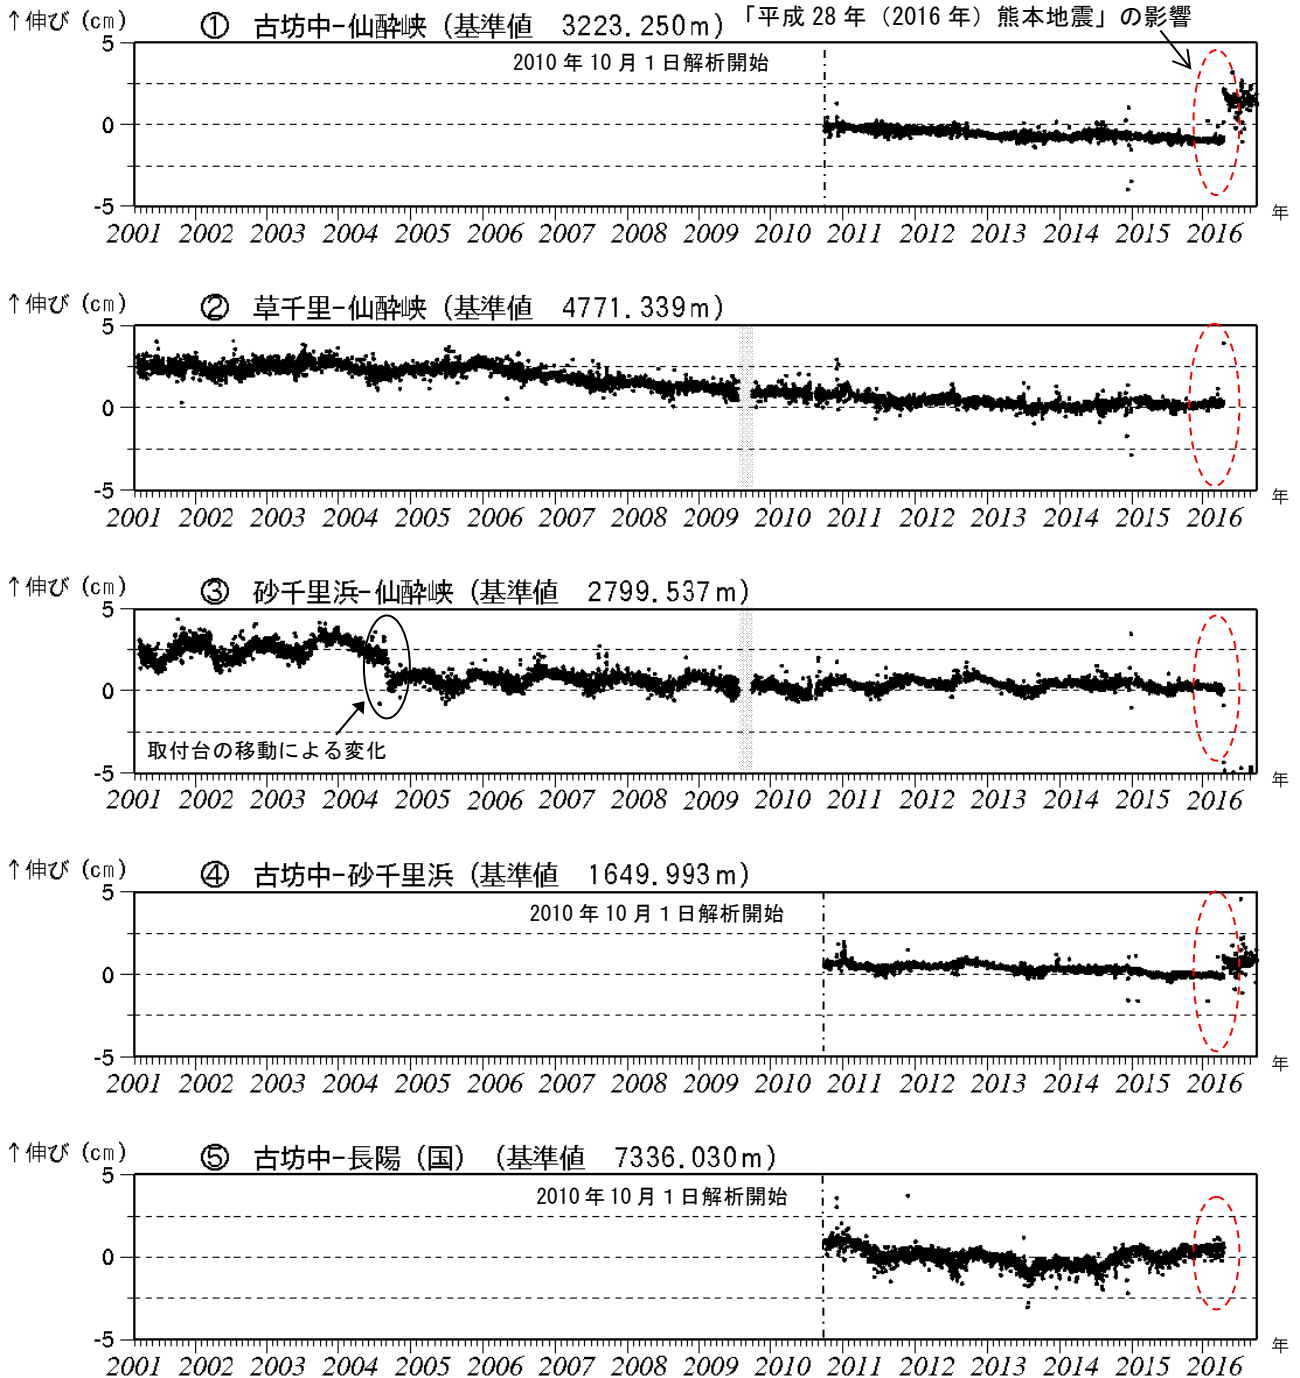 ↑伸び (cm)　① 古坊中-仙酔峡 (基準値　3223.250m)　「平成 28 年（2016 年）熊本地震」の影響
5
2010 年 10 月 1 日解析開始
0
-5
年
2001 2002 2003 2004 2005 2006 2007 2008 2009 2010 2011 2012 2013 2014 2015 2016
↑伸び (cm)　② 草千里-仙酔峡 (基準値　4771.339m)
5
0
-5
年
2001 2002 2003 2004 2005 2006 2007 2008 2009 2010 2011 2012 2013 2014 2015 2016
↑伸び (cm)　③ 砂千里浜-仙酔峡 (基準値　2799.537m)
5
0
取付台の移動による変化
-5
年
2001 2002 2003 2004 2005 2006 2007 2008 2009 2010 2011 2012 2013 2014 2015 2016
↑伸び (cm)　④ 古坊中-砂千里浜 (基準値　1649.993m)
5
2010 年 10 月 1 日解析開始
0
-5
年
2001 2002 2003 2004 2005 2006 2007 2008 2009 2010 2011 2012 2013 2014 2015 2016
↑伸び (cm)　⑤ 古坊中-長陽 (国) (基準値　7336.030m)
5
2010 年 10 月 1 日解析開始
0
-5
年
2001 2002 2003 2004 2005 2006 2007 2008 2009 2010 2011 2012 2013 2014 2015 2016